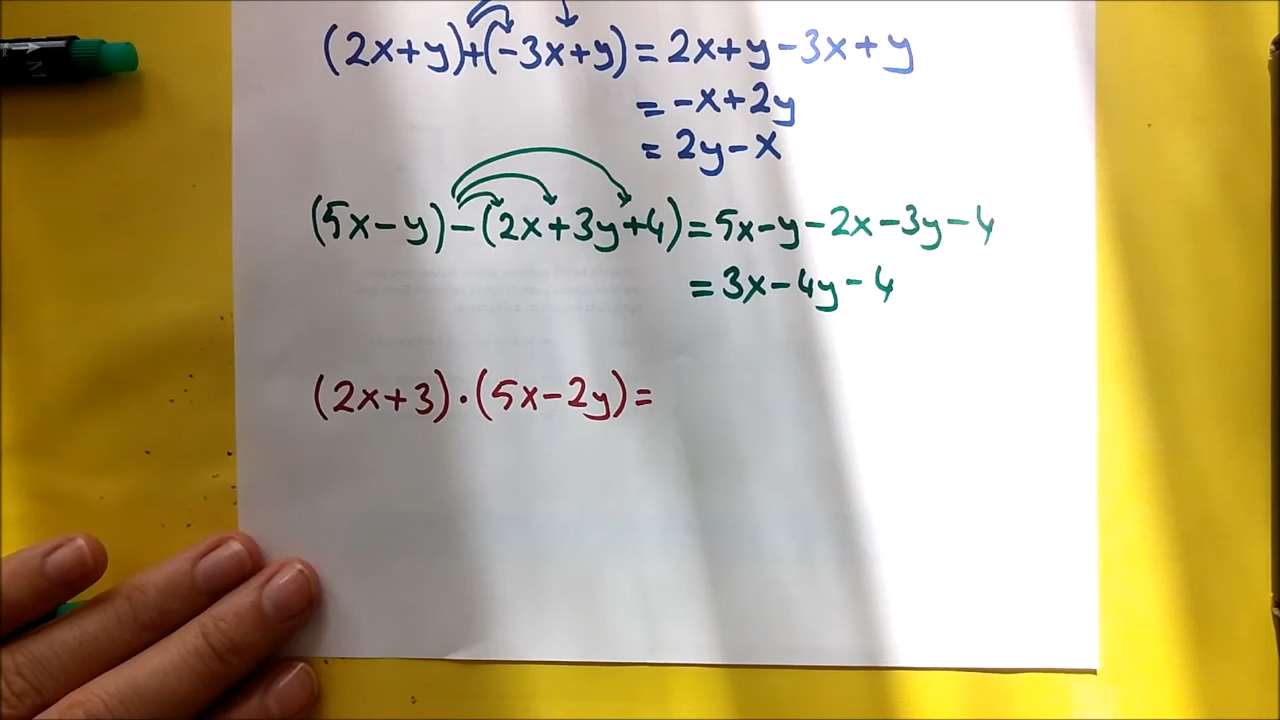 (2x+y)+(-3x+y)=2x+y-3x+y
=-x+2y
=2y-x
(5x-y)-(2x+3y+4)=5x-y-2x-3y-4
=3x-4y-4
(2x+3)·(5x-2y)=